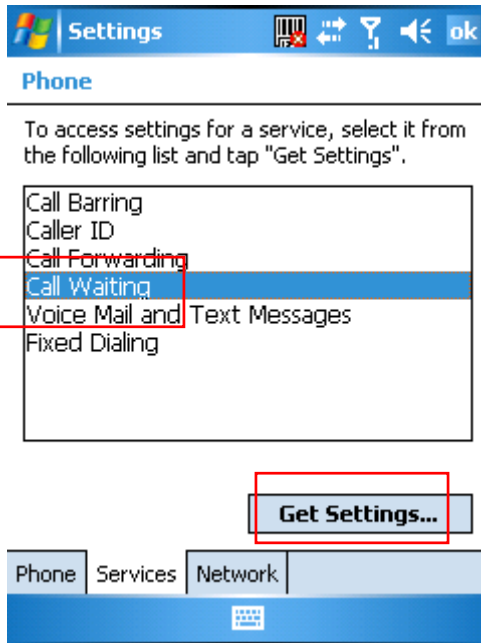 Settings
ok
Phone
To access settings for a service, select it from
the following list and tap "Get Settings".
Call Barring
Caller ID
Call Forwarding
Call Waiting
Voice Mail and Text Messages
Fixed Dialing
Get Settings...
Phone Services Network